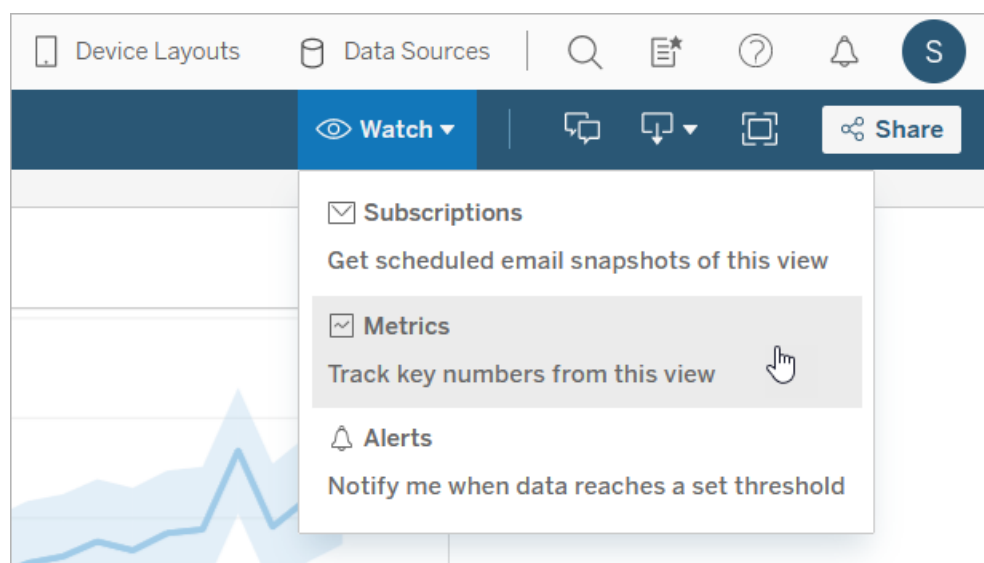 Device Layouts Data Sources S
Watch Share
Subscriptions
Get scheduled email snapshots of this view
Metrics
Track key numbers from this view
Alerts
Notify me when data reaches a set threshold